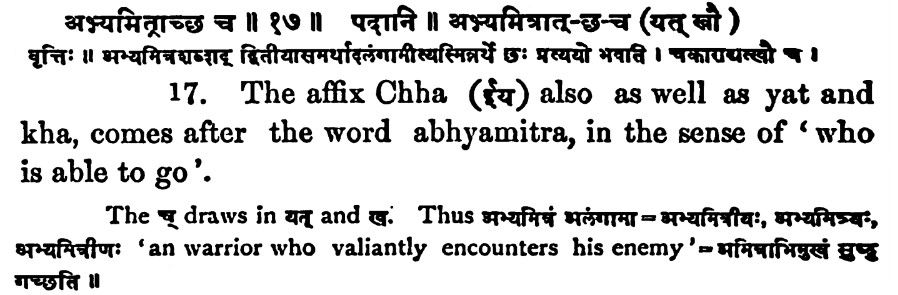 अभ्यमित्राच्छ च ॥ १७ ॥ पदानि ॥ अभ्यमित्रात्-छ-च (यत् खौ )
वृत्तिः ॥ अभ्यमित्रशब्दाद् द्वितीयासमर्थादलंगामीत्यस्मिन्नर्थे छः प्रत्ययो भवति । चकाराद्यत्खौ च ।
17. The affix Chha (ईय) also as well as yat and
kha, comes after the word abhyamitra, in the sense of ‘ who
is able to go ’.
The च् draws in यत् and ख. Thus अभ्यमित्रं अलंगामी = अभ्यमित्रीयः, अभ्यमित्र्यः,
अभ्यमित्रीणः ‘an warrior who valiantly encounters his enemy’ = अमित्राभिमुखं सुष्ठु
गच्छति ॥